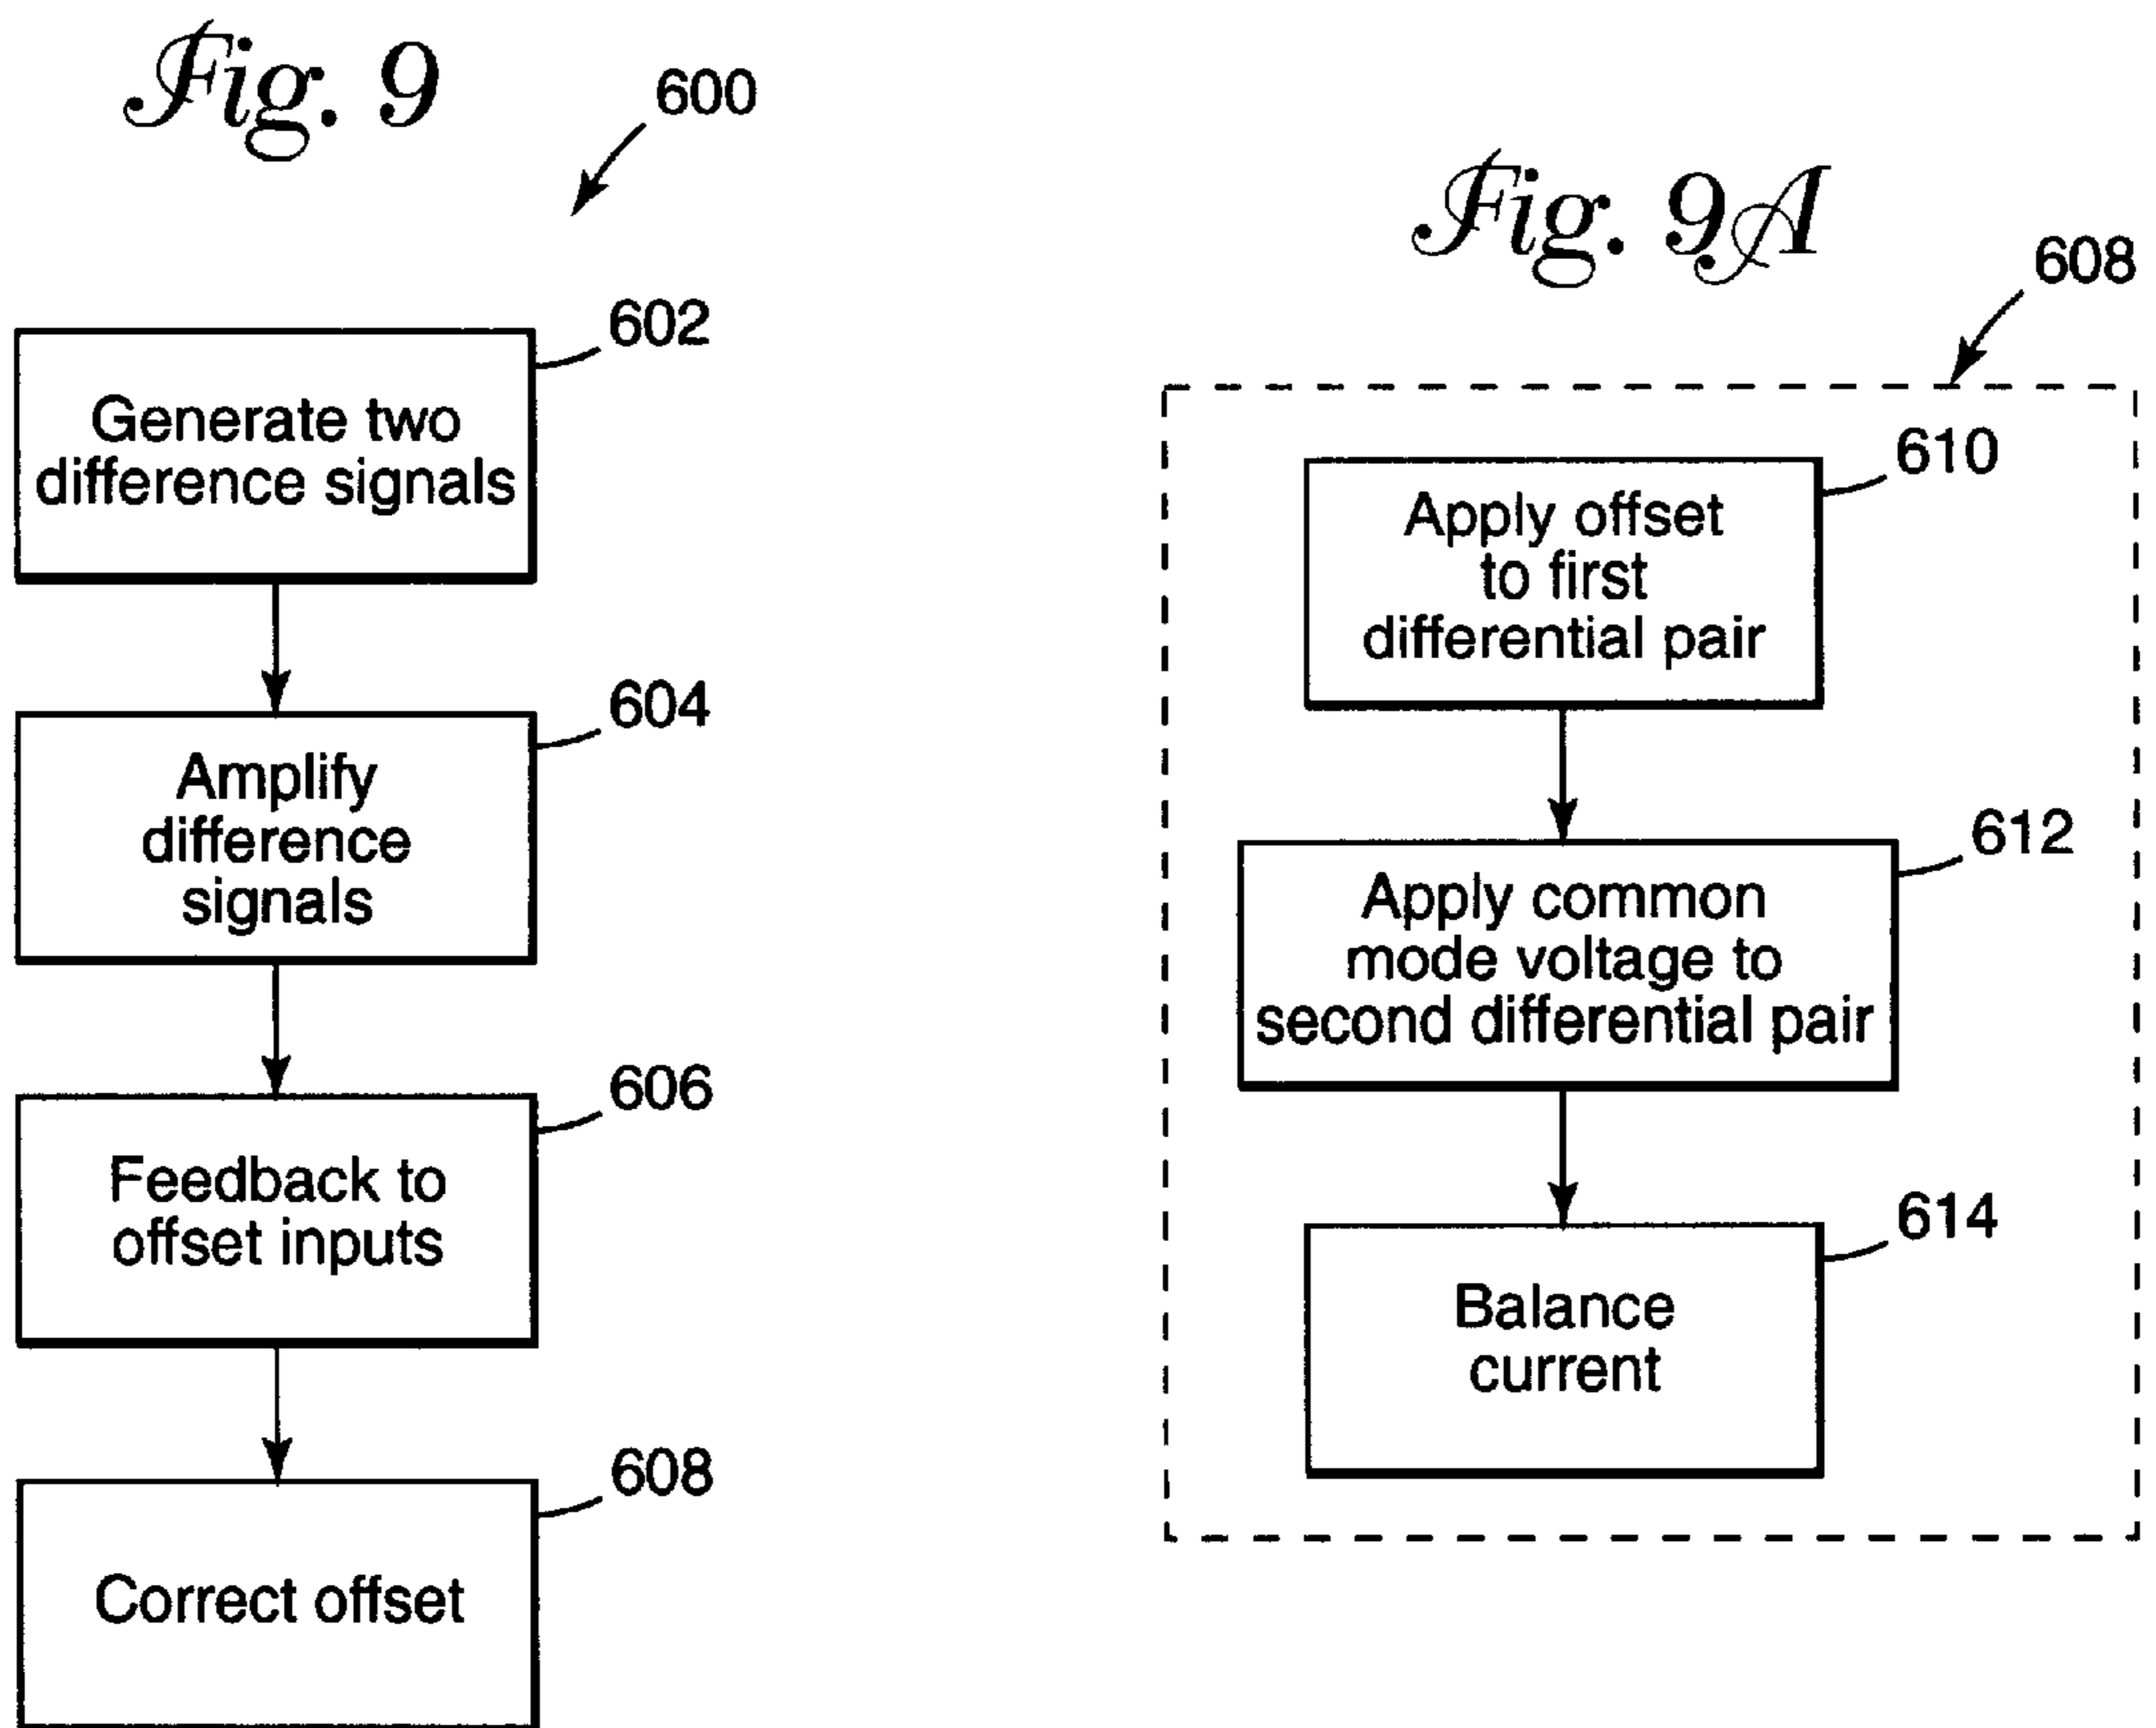 Fig. 9
600
602
Generate two
difference signals
604
Amplify
difference
signals
606
Feedback to
offset inputs
608
Correct offset
Fig. 9A
608
610
Apply offset
to first
differential pair
612
Apply common
mode voltage to
second differential pair
614
Balance
current